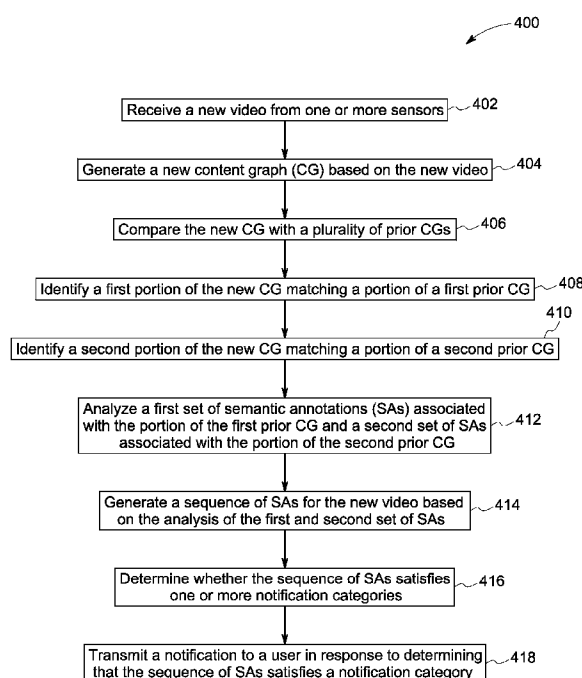 400
Receive a new video from one or more sensors
402
Generate a new content graph (CG) based on the new video
404
Compare the new CG with a plurality of prior CGs
406
Identify a first portion of the new CG matching a portion of a first prior CG
408
410
Identify a second portion of the new CG matching a portion of a second prior CG
Analyze a first set of semantic annotations (SAs) associated
with the portion of the first prior CG and a second set of SAs
associated with the portion of the second prior CG
412
Generate a sequence of SAs for the new video based
on the analysis of the first and second set of SAs
414
Determine whether the sequence of SAs satisfies
one or more notification categories
416
Transmit a notification to a user in response to determining
that the sequence of SAs satisfies a notification category
418